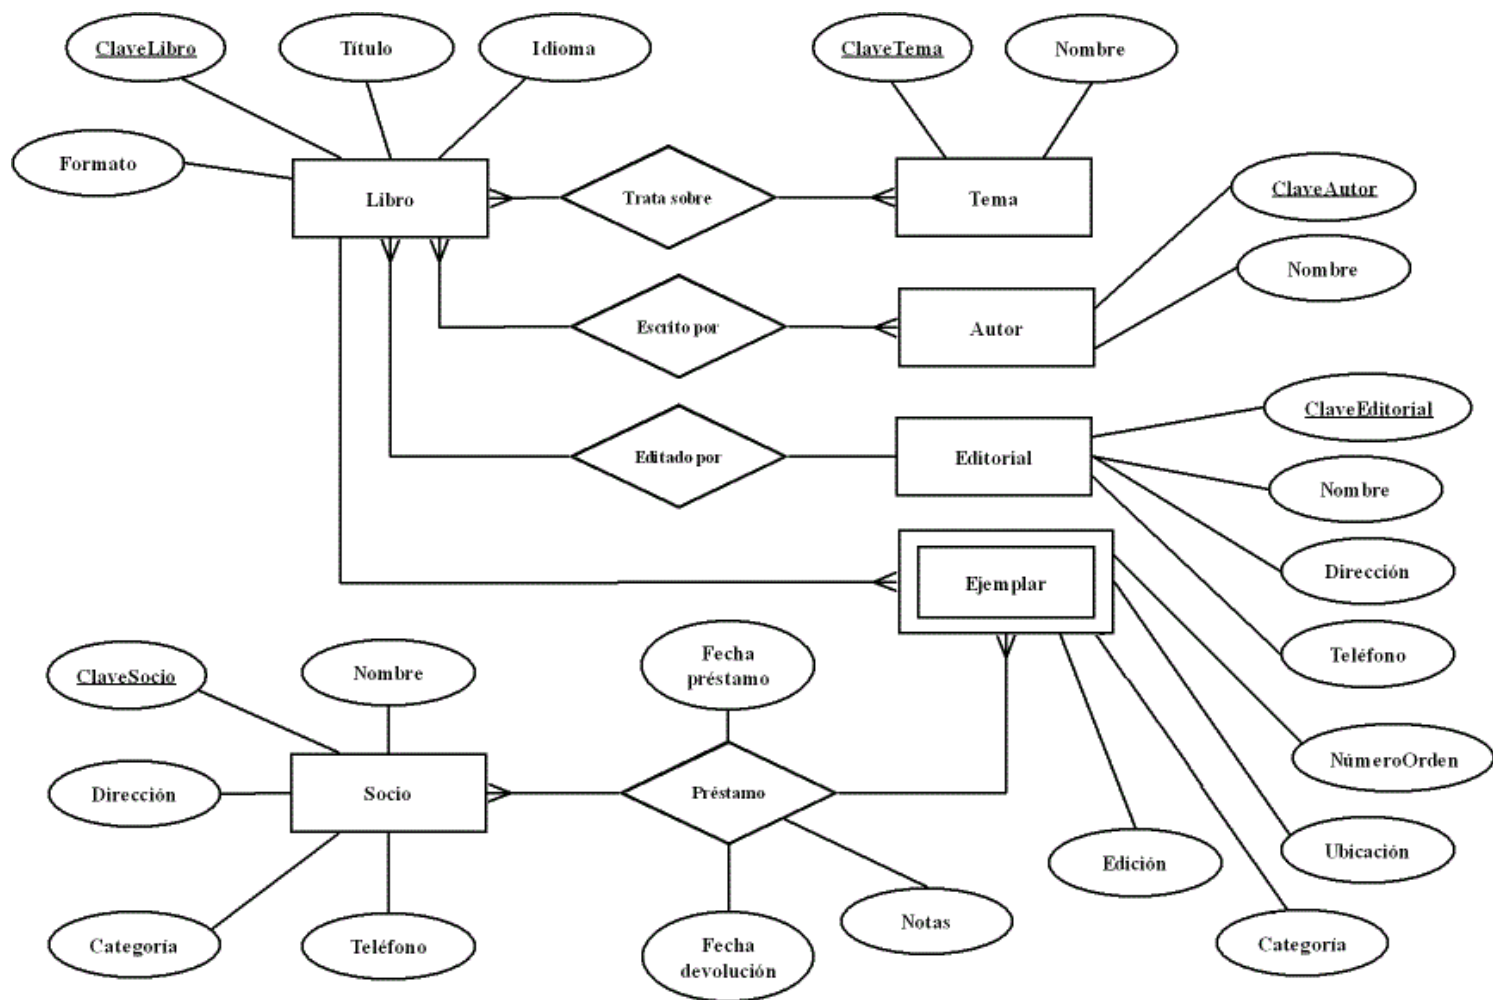 ClaveLibro
Título
Idioma
ClaveTema
Nombre
Formato
Libro
Trata sobre
Tema
ClaveAutor
Nombre
Escrito por
Autor
ClaveEditorial
Editado por
Editorial
Nombre
Dirección
Ejemplar
Teléfono
ClaveSocio
Nombre
Fecha
préstamo
NúmeroOrden
Dirección
Socio
Préstamo
Edición
Ubicación
Categoría
Teléfono
Fecha
devolución
Notas
Categoría